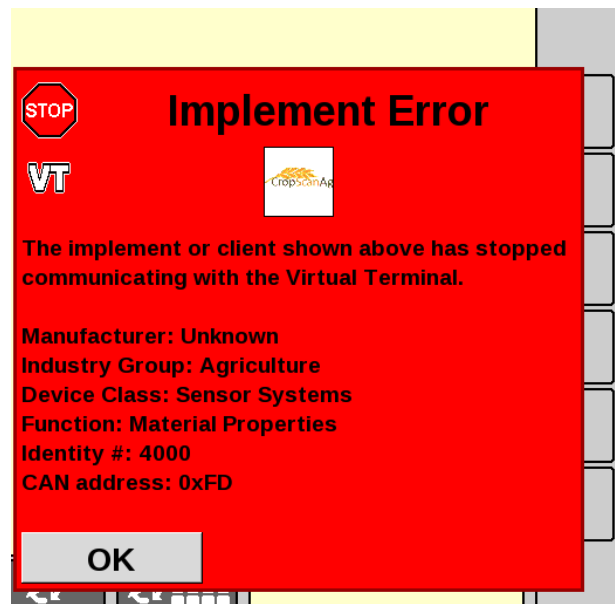 STOP
Implement Error
VT
CropScanAg
The implement or client shown above has stopped
communicating with the Virtual Terminal.
Manufacturer: Unknown
Industry Group: Agriculture
Device Class: Sensor Systems
Function: Material Properties
Identity #: 4000
CAN address: 0xFD
OK